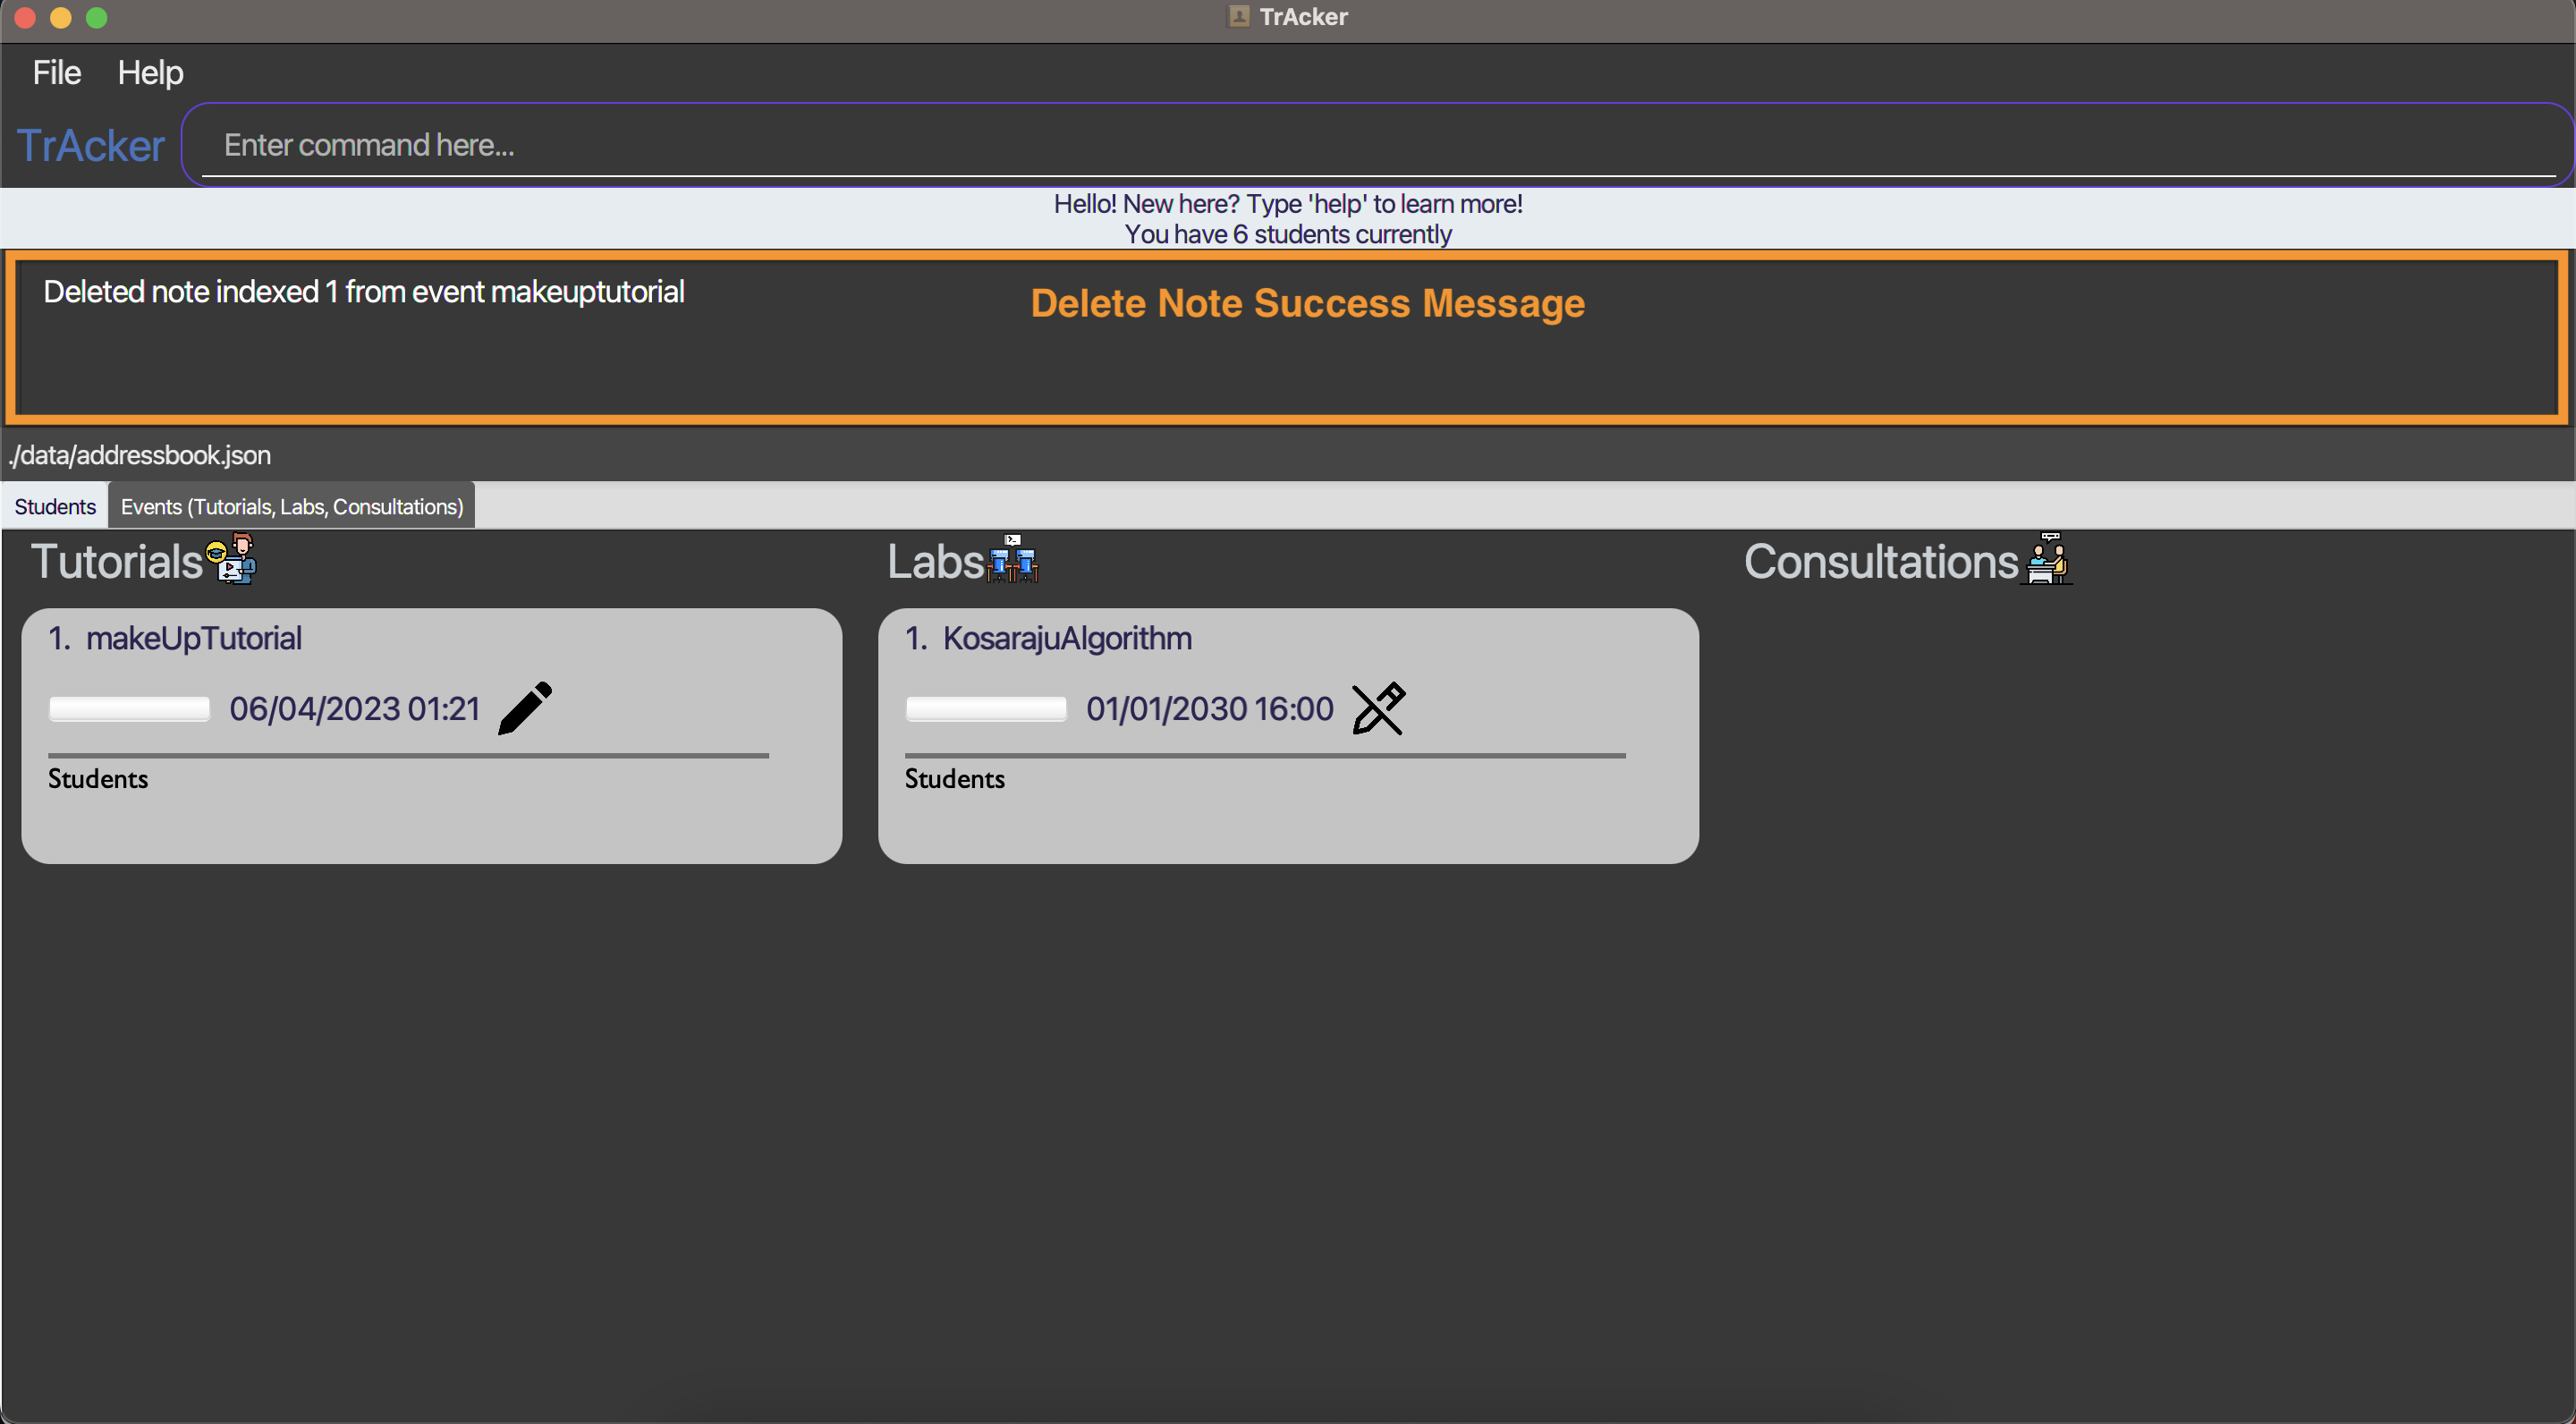 TrAcker
File Help
TrAcker Enter command here...
Hello! New here? Type 'help' to learn more!
You have 6 students currently
Deleted note indexed 1 from event makeuptutorial
Delete Note Success Message
./data/addressbook.json
Students Events (Tutorials, Labs, Consultations)
Tutorials
1. makeUpTutorial
06/04/2023 01:21
Students
Labs
1. KosarajuAlgorithm
01/01/2030 16:00
Students
Consultations